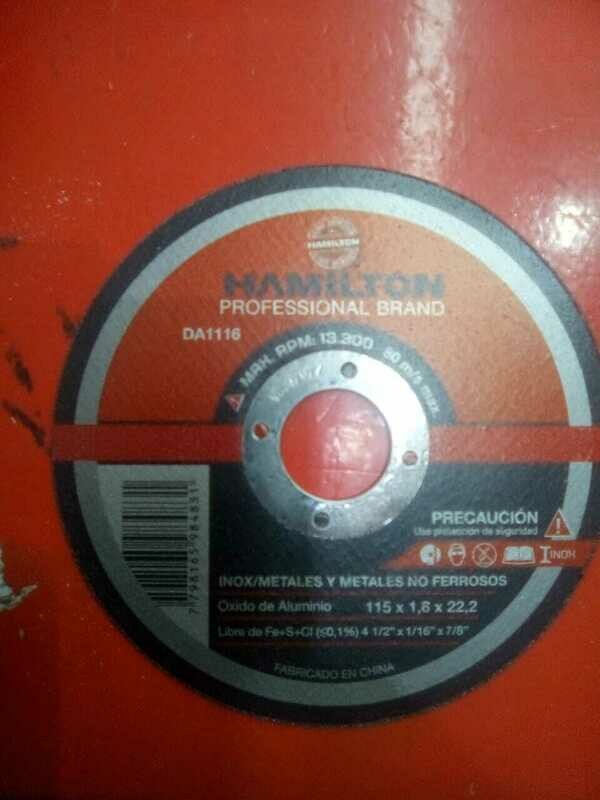 HAMILTON
HAMILTON
PROFESSIONAL BRAND
DA1116
MAX. RPM: 13.300 80 m/s max.
PRECAUCIÓN
Use protección de seguridad
INOX
INOX/METALES Y METALES NO FERROSOS
Oxido de Aluminio 115 x 1,6 x 22,2
Libre de Fe+S+Cl (≤0,1%) 4 1/2" x 1/16" x 7/8"
FABRICADO EN CHINA
7798165984831